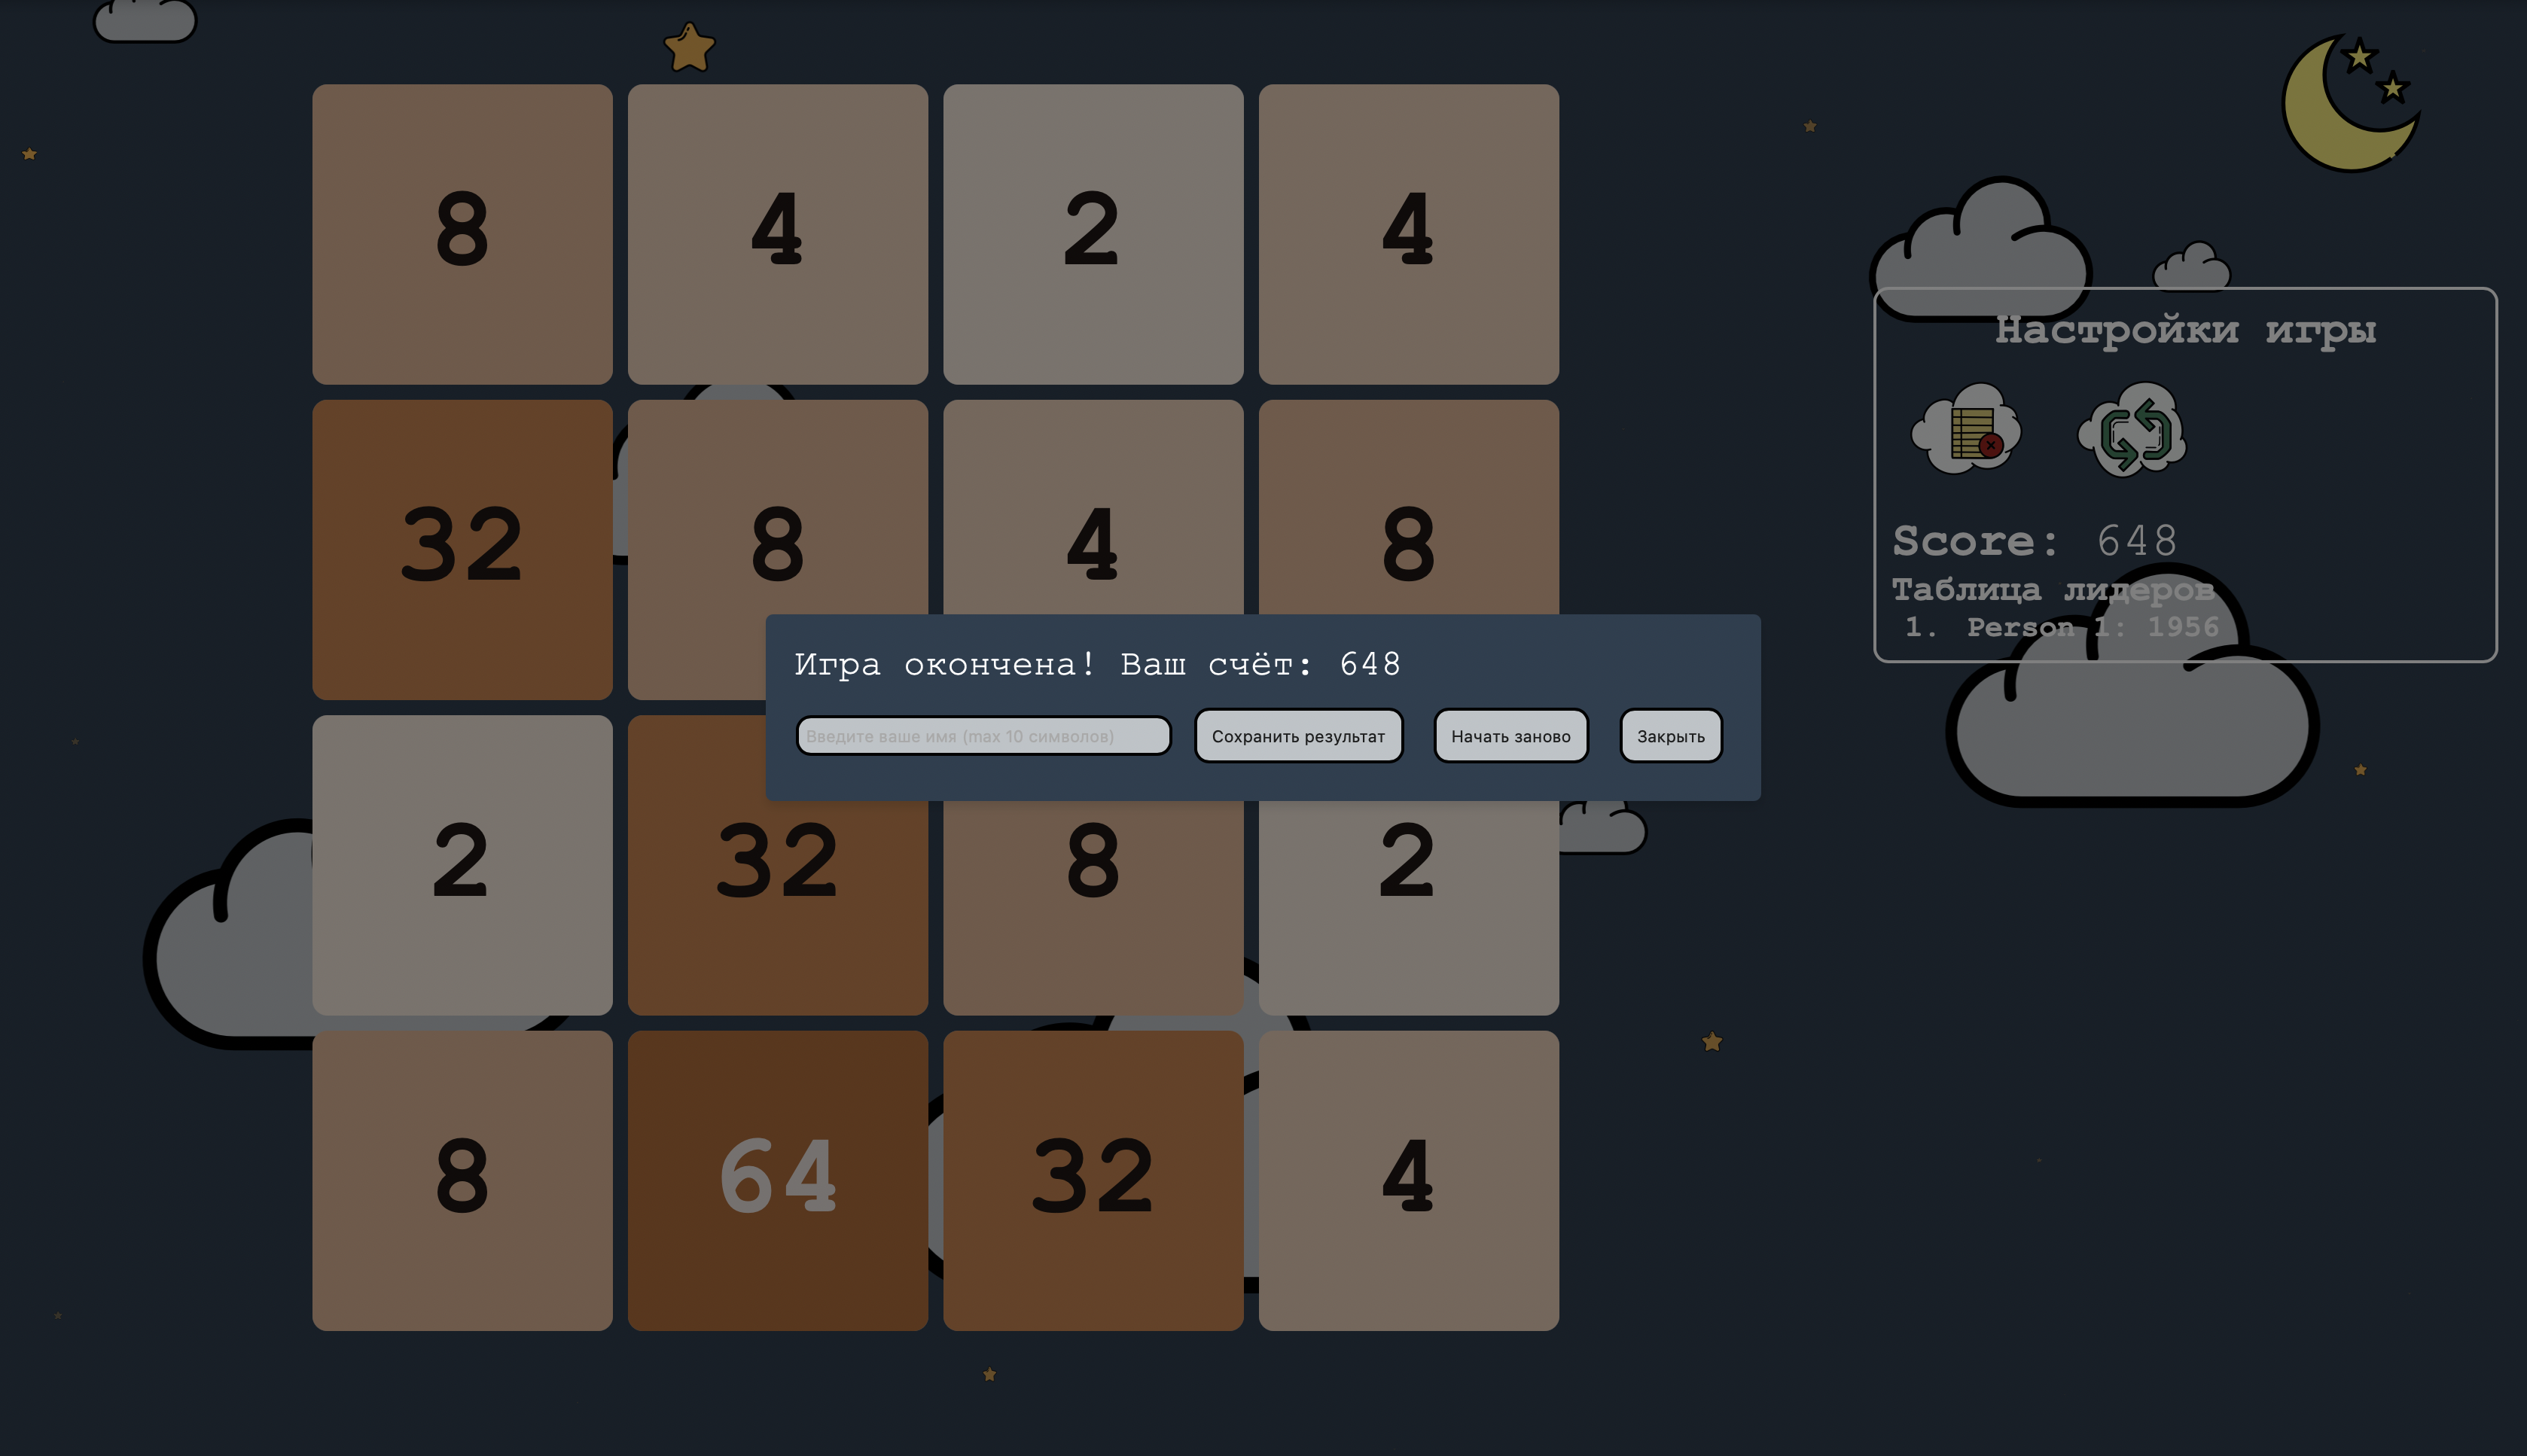 8 4 2 4
Настройки игры
32 8 4 8
Score: 648
Таблица лидеров
1. Person 1: 1956
Игра окончена! Ваш счёт: 648
Введите ваше имя (max 10 символов) Сохранить результат Начать заново Закрыть
2 32 8 2
8 64 32 4